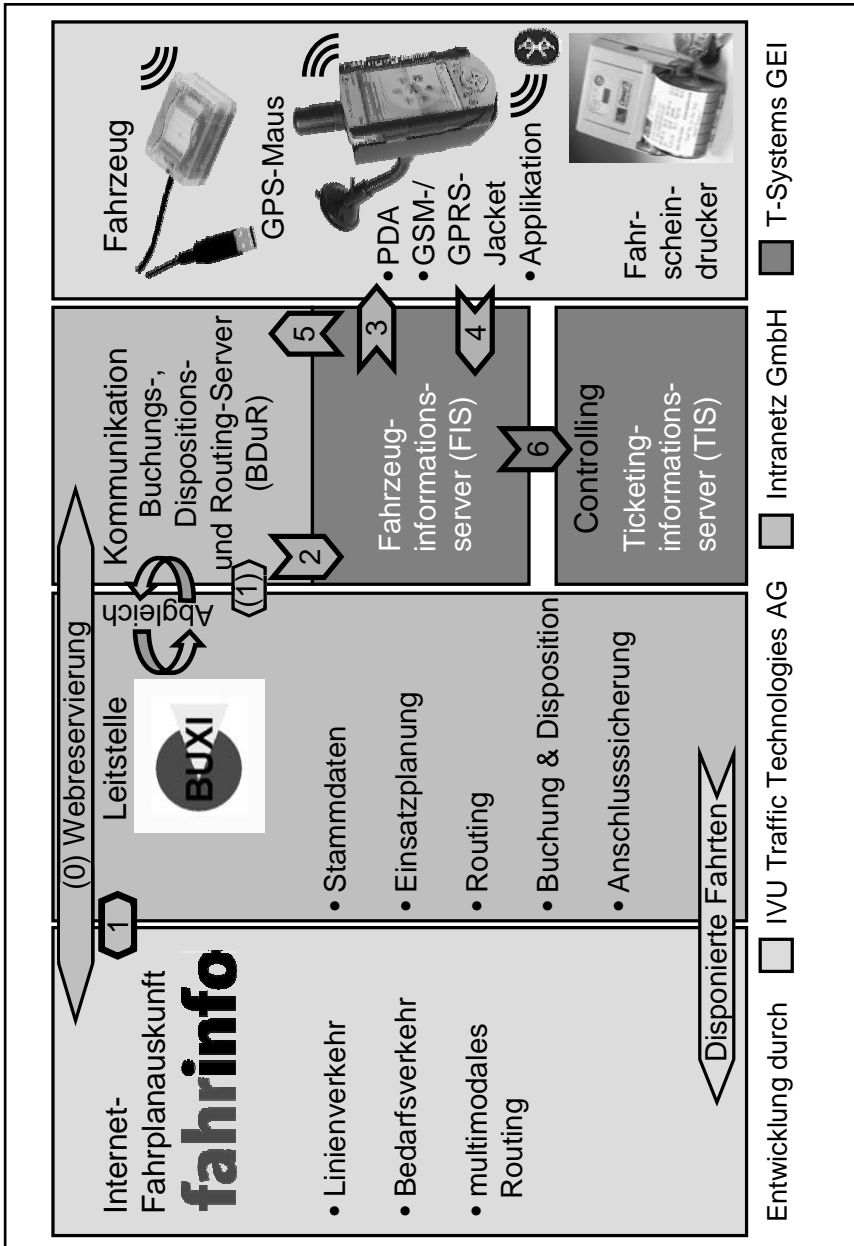 (0) Webreservierung
1
Internet-
Fahrplanauskunft
fahrinfo
• Linienverkehr
• Bedarfsverkehr
• multimodales
Routing
Leitstelle
BUXI
Abgleich
• Stammdaten
• Einsatzplanung
• Routing
• Buchung & Disposition
• Anschlusssicherung
Disponierte Fahrten
Kommunikation
Buchungs-,
Dispositions-
und Routing-Server
(BDuR)
(1)
2
5
Fahrzeug-
informations-
server (FIS)
3
4
6
Controlling
Ticketing-
informations-
server (TIS)
Fahrzeug
GPS-Maus
• PDA
• GSM-/
GPRS-
Jacket
• Applikation
Fahr-
schein-
drucker
Entwicklung durch
IVU Traffic Technologies AG
Intranetz GmbH
T-Systems GEI